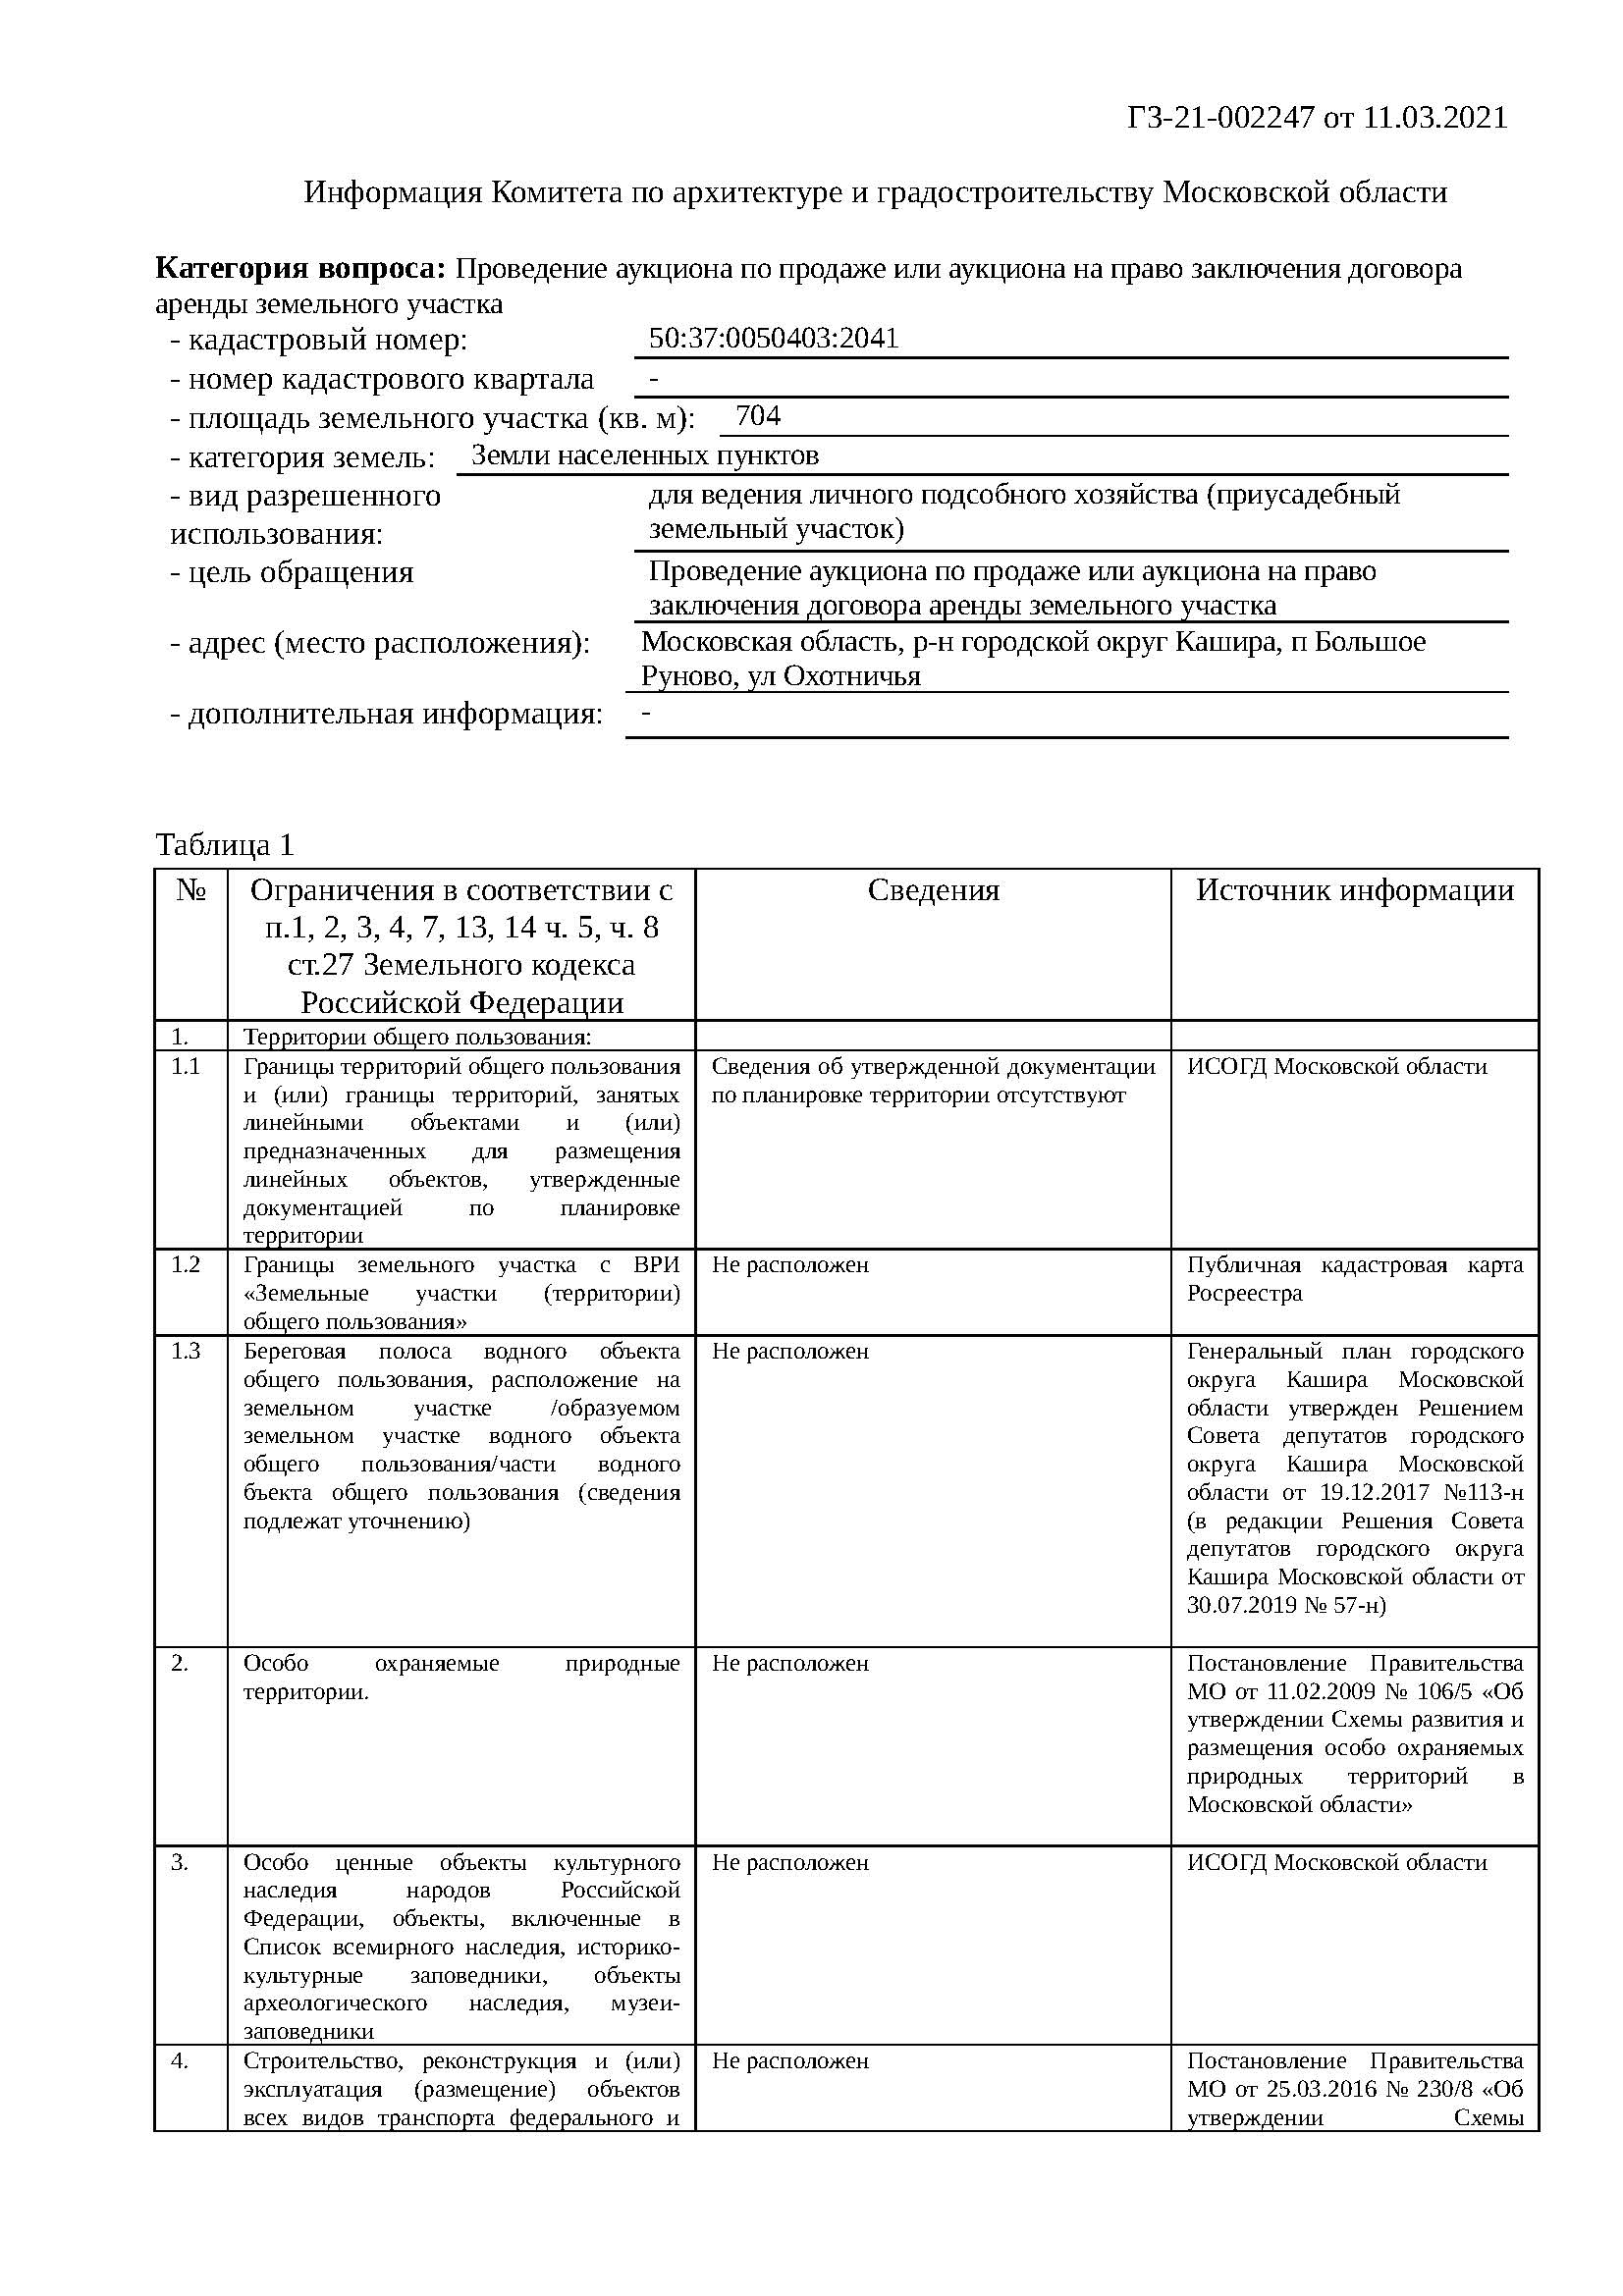 ГЗ-21-002247 от 11.03.2021
Информация Комитета по архитектуре и градостроительству Московской области
Категория вопроса: Проведение аукциона по продаже или аукциона на право заключения договора
аренды земельного участка
- кадастровый номер: 50:37:0050403:2041
- номер кадастрового квартала -
- площадь земельного участка (кв. м): 704
- категория земель: Земли населенных пунктов
- вид разрешенного
использования:
для ведения личного подсобного хозяйства (приусадебный
земельный участок)
- цель обращения
Проведение аукциона по продаже или аукциона на право
заключения договора аренды земельного участка
- адрес (место расположения):
Московская область, р-н городской округ Кашира, п Большое
Руново, ул Охотничья
- дополнительная информация: -
Таблица 1
№
Ограничения в соответствии с
п.1, 2, 3, 4, 7, 13, 14 ч. 5, ч. 8
ст.27 Земельного кодекса
Российской Федерации
Сведения
Источник информации
1.
Территории общего пользования:
1.1
Границы территорий общего пользования
и (или) границы территорий, занятых
линейными объектами и (или)
предназначенных для размещения
линейных объектов, утвержденные
документацией по планировке
территории
Сведения об утвержденной документации
по планировке территории отсутствуют
ИСОГД Московской области
1.2
Границы земельного участка с ВРИ
«Земельные участки (территории)
общего пользования»
Не расположен
Публичная кадастровая карта
Росреестра
1.3
Береговая полоса водного объекта
общего пользования, расположение на
земельном участке /образуемом
земельном участке водного объекта
общего пользования/части водного
бъекта общего пользования (сведения
подлежат уточнению)
Не расположен
Генеральный план городского
округа Кашира Московской
области утвержден Решением
Совета депутатов городского
округа Кашира Московской
области от 19.12.2017 №113-н
(в редакции Решения Совета
депутатов городского округа
Кашира Московской области от
30.07.2019 № 57-н)
2.
Особо охраняемые природные
территории.
Не расположен
Постановление Правительства
МО от 11.02.2009 № 106/5 «Об
утверждении Схемы развития и
размещения особо охраняемых
природных территорий в
Московской области»
3.
Особо ценные объекты культурного
наследия народов Российской
Федерации, объекты, включенные в
Список всемирного наследия, историко-
культурные заповедники, объекты
археологического наследия, музеи-
заповедники
Не расположен
ИСОГД Московской области
4.
Строительство, реконструкция и (или)
эксплуатация (размещение) объектов
всех видов транспорта федерального и
Не расположен
Постановление Правительства
МО от 25.03.2016 № 230/8 «Об
утверждении Схемы